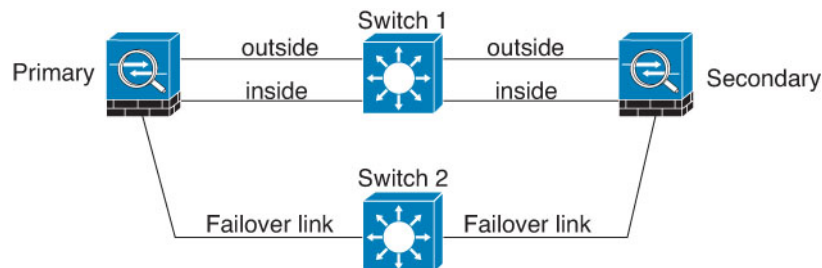 Switch 1
outside
outside
Primary
Secondary
inside
inside
Switch 2
Failover link
Failover link